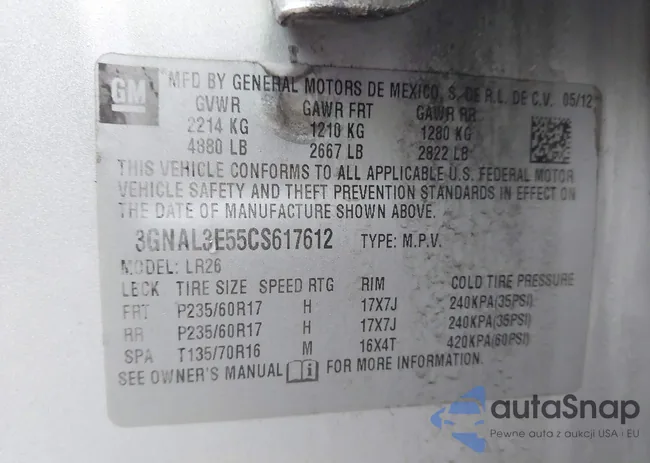 GM
MFD BY GENERAL MOTORS DE MEXICO, S. DE R.L. DE C.V. 05/12
GVWR GAWR FRT GAWR RR
2214 KG 1210 KG 1280 KG
4880 LB 2667 LB 2822 LB
THIS VEHICLE CONFORMS TO ALL APPLICABLE U.S. FEDERAL MOTOR
VEHICLE SAFETY AND THEFT PREVENTION STANDARDS IN EFFECT ON
THE DATE OF MANUFACTURE SHOWN ABOVE.
3GNAL3E55CS617612 TYPE: M.P.V.
MODEL: LR26
LECK TIRE SIZE SPEED RTG RIM COLD TIRE PRESSURE
FRT P235/60R17 H 17X7J 240KPA(35PSI)
RR P235/60R17 H 17X7J 240KPA(35PSI)
SPA T135/70R16 M 16X4T 420KPA(60PSI)
SEE OWNER'S MANUAL FOR MORE INFORMATION.
autaSnap
Pewne auta z aukcji USA i EU